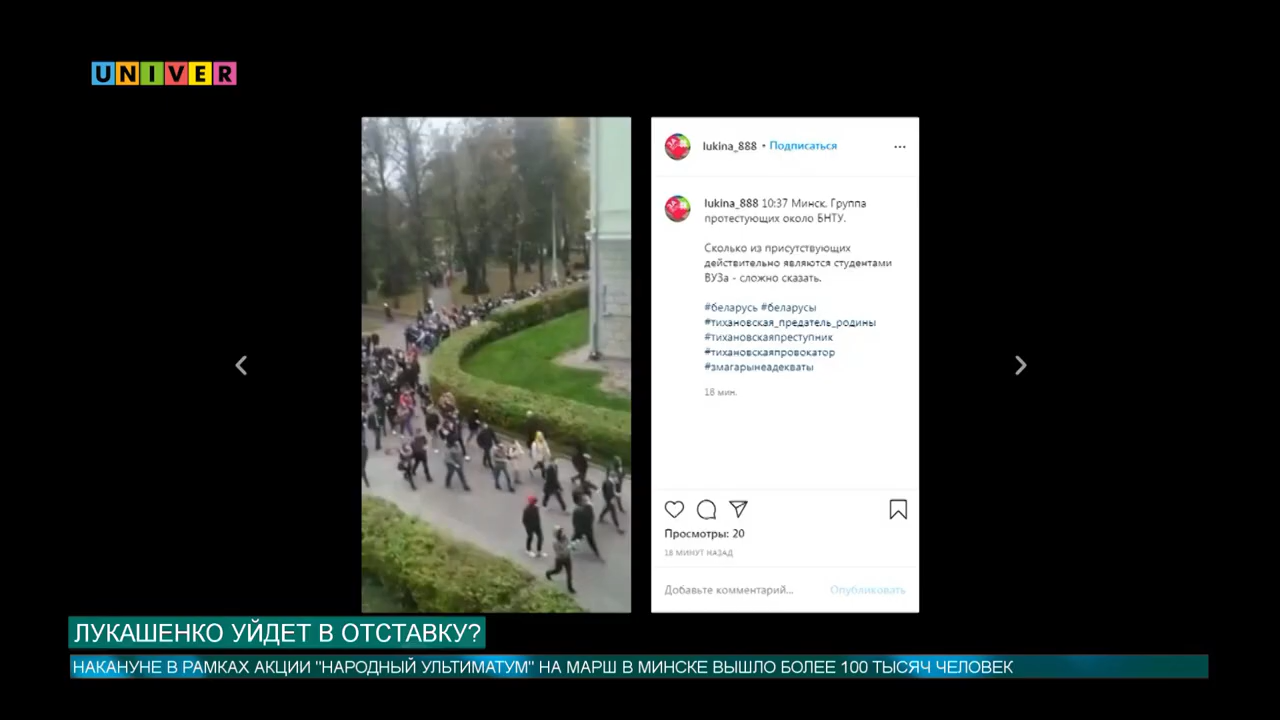 UNIVER
lukina_888 • Подписаться
lukina_888 10:37 Минск. Группа
протестующих около БНТУ.
Сколько из присутствующих
действительно являются студентами
ВУЗа - сложно сказать.
#беларусь #беларусы
#тихановская_предатель_родины
#тихановскаяпреступник
#тихановскаяпровокатор
#змагарынеадекваты
18 мин.
Просмотры: 20
18 МИНУТ НАЗАД
Добавьте комментарий... Опубликовать
ЛУКАШЕНКО УЙДЕТ В ОТСТАВКУ?
НАКАНУНЕ В РАМКАХ АКЦИИ "НАРОДНЫЙ УЛЬТИМАТУМ" НА МАРШ В МИНСКЕ ВЫШЛО БОЛЕЕ 100 ТЫСЯЧ ЧЕЛОВЕК